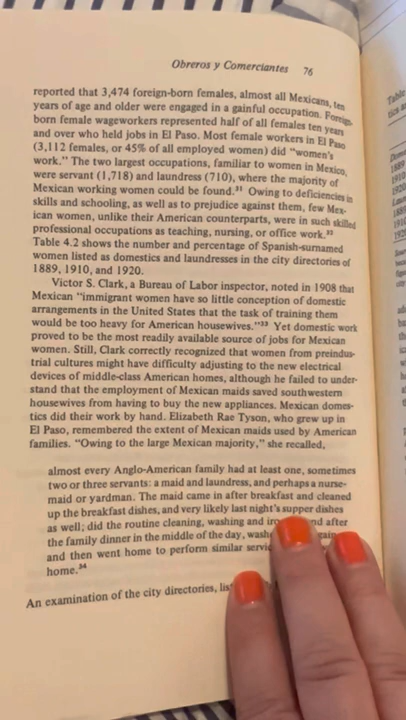 Obreros y Comerciantes 76
reported that 3,474 foreign-born females, almost all Mexicans, ten
years of age and older were engaged in a gainful occupation. Foreign-
born female wageworkers represented half of all females ten years
and over who held jobs in El Paso. Most female workers in El Paso
(3,112 females, or 45% of all employed women) did "women's
work." The two largest occupations, familiar to women in Mexico,
were servant (1,718) and laundress (710), where the majority of
Mexican working women could be found.³¹ Owing to deficiencies in
skills and schooling, as well as to prejudice against them, few Mex-
ican women, unlike their American counterparts, were in such skilled
professional occupations as teaching, nursing, or office work.³²
Table 4.2 shows the number and percentage of Spanish-surnamed
women listed as domestics and laundresses in the city directories of
1889, 1910, and 1920.
Victor S. Clark, a Bureau of Labor inspector, noted in 1908 that
Mexican "immigrant women have so little conception of domestic
arrangements in the United States that the task of training them
would be too heavy for American housewives."³³ Yet domestic work
proved to be the most readily available source of jobs for Mexican
women. Still, Clark correctly recognized that women from preindus-
trial cultures might have difficulty adjusting to the new electrical
devices of middle-class American homes, although he failed to under-
stand that the employment of Mexican maids saved southwestern
housewives from having to buy the new appliances. Mexican domes-
tics did their work by hand. Elizabeth Rae Tyson, who grew up in
El Paso, remembered the extent of Mexican maids used by American
families. "Owing to the large Mexican majority," she recalled,
almost every Anglo-American family had at least one, sometimes
two or three servants: a maid and laundress, and perhaps a nurse-
maid or yardman. The maid came in after breakfast and cleaned
up the breakfast dishes, and very likely last night's supper dishes
as well; did the routine cleaning, washing and and after
the family dinner in the middle of the day,
and then went home to perform similar
home.³⁴
An examination of the city directories,
Table